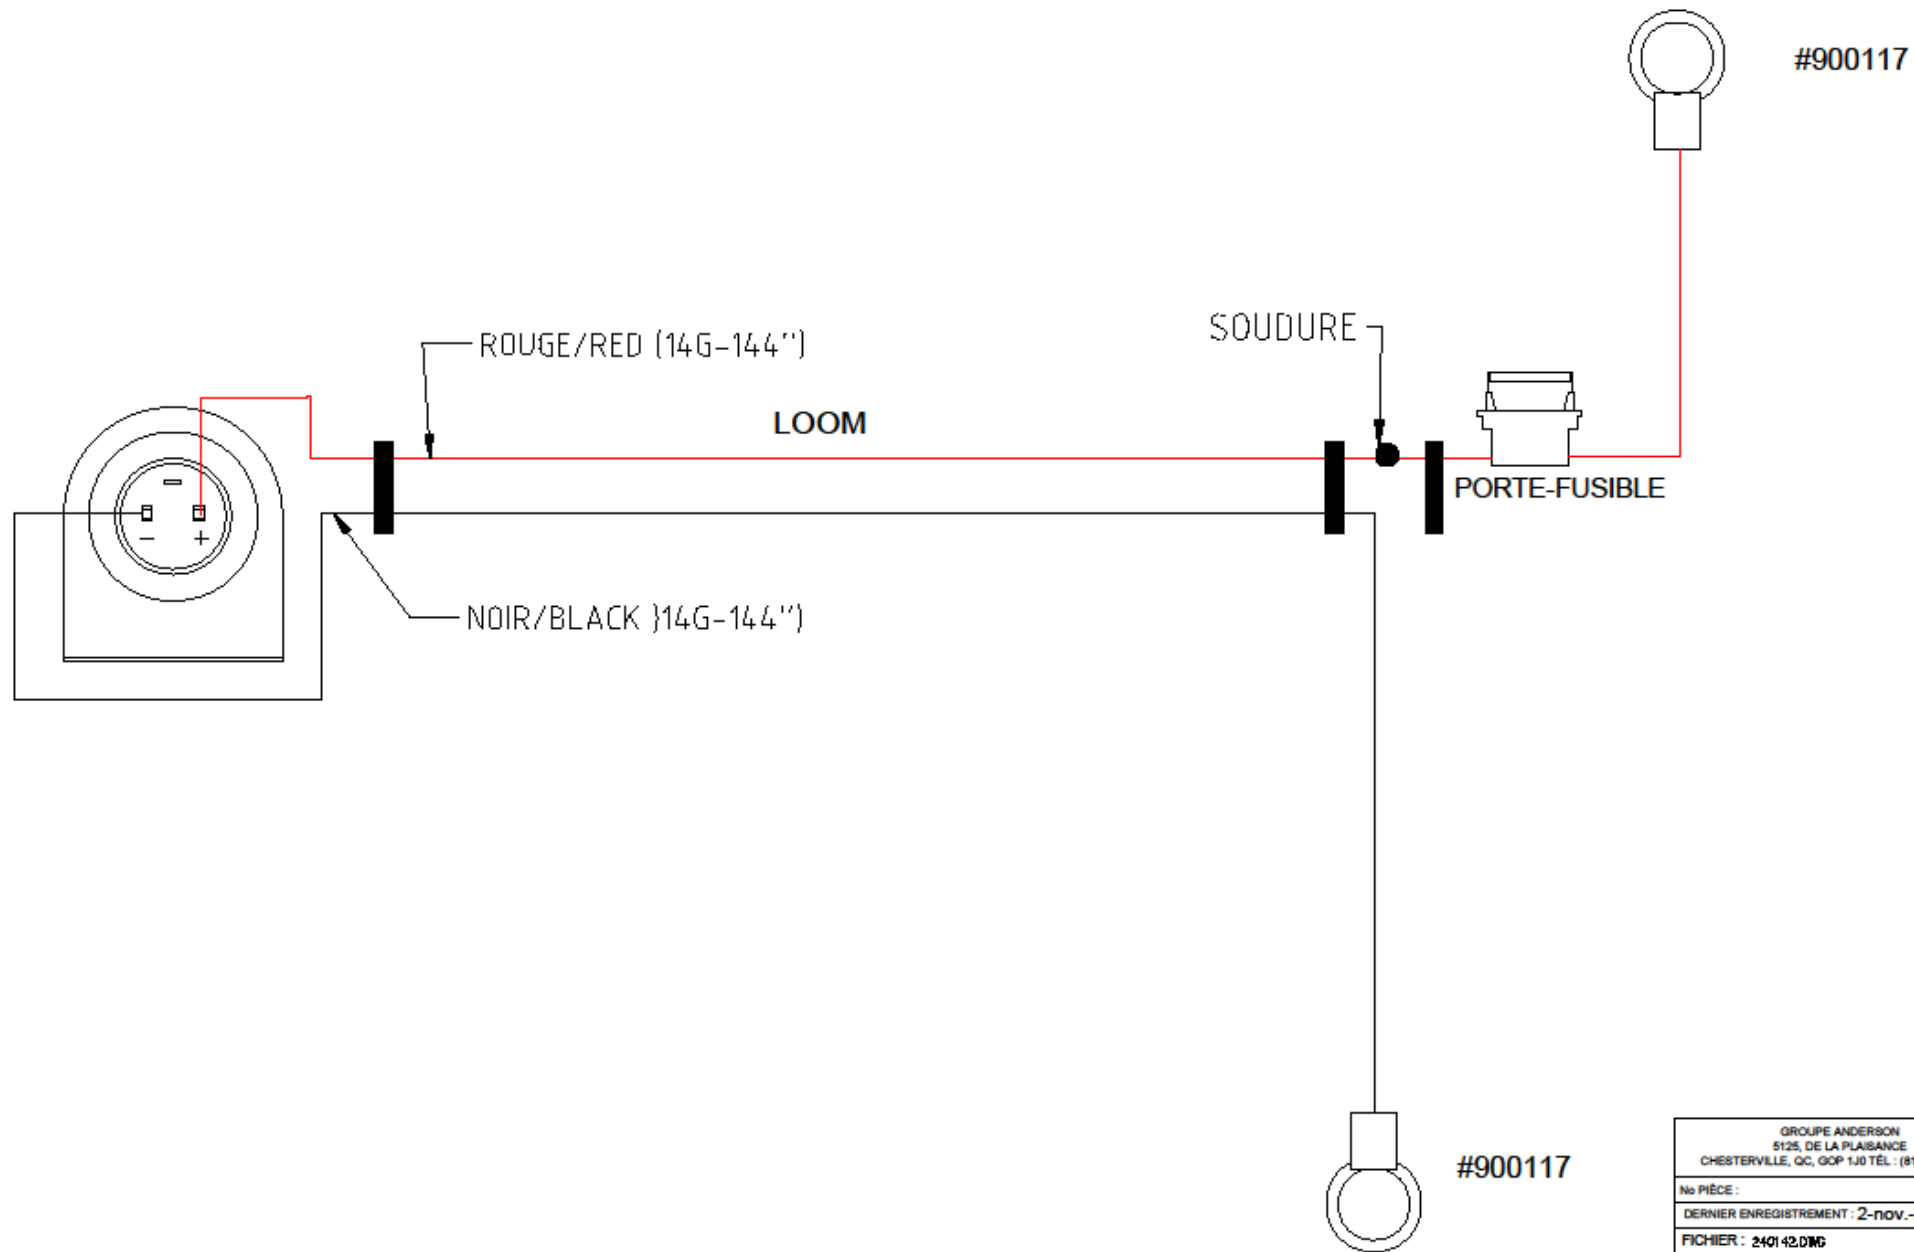 #900117
SOUDURE
ROUGE/RED (14G-144'')
LOOM
PORTE-FUSIBLE
- +
NOIR/BLACK )14G-144'')
#900117
GROUPE ANDERSON
5125, DE LA PLAISANCE
CHESTERVILLE, QC, GOP 1J0 TÉL : (81
No PIÈCE :
DERNIER ENREGISTREMENT : 2-nov.-
FICHIER : 240142.DWG